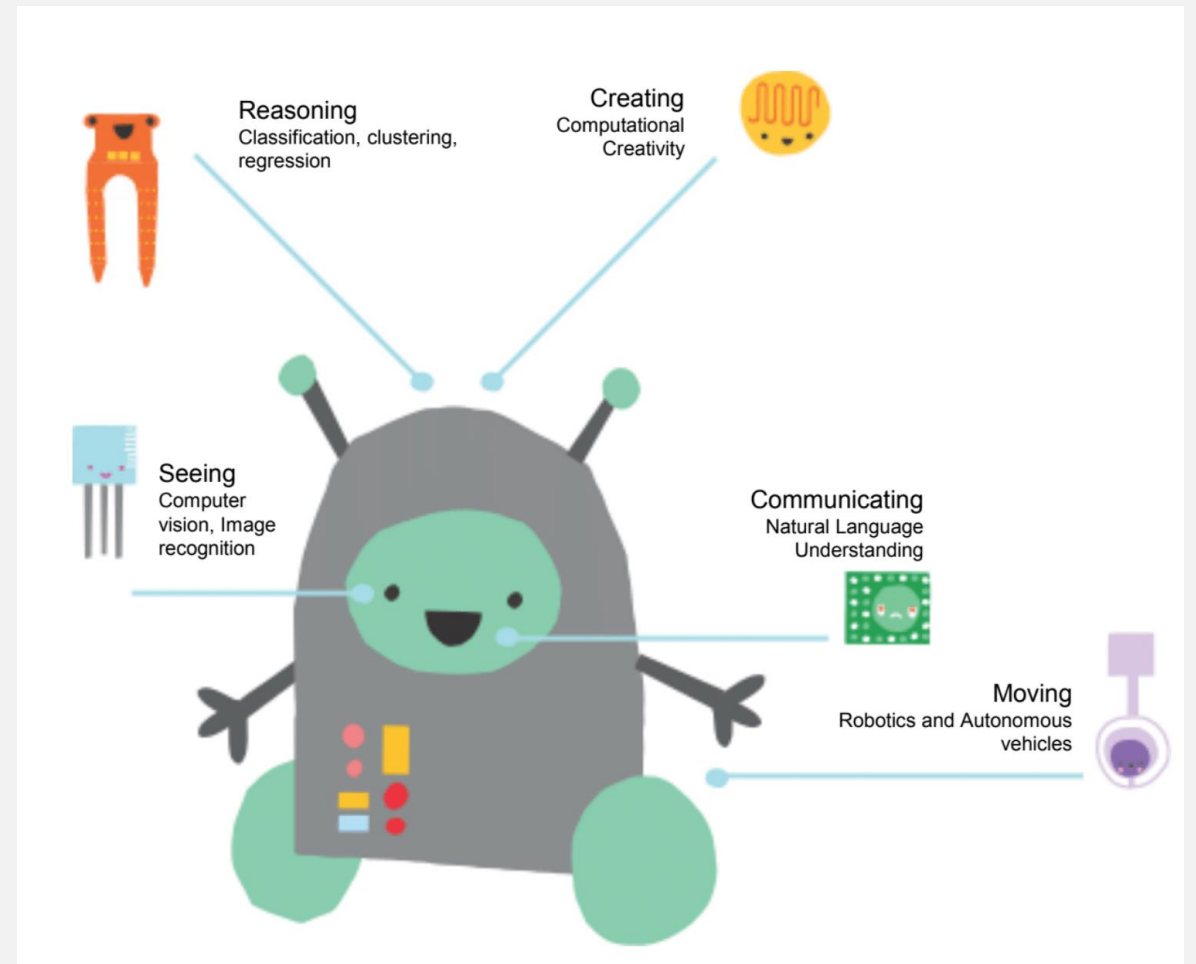 Reasoning
Classification, clustering,
regression
Creating
Computational
Creativity
Seeing
Computer
vision, Image
recognition
Communicating
Natural Language
Understanding
Moving
Robotics and Autonomous
vehicles